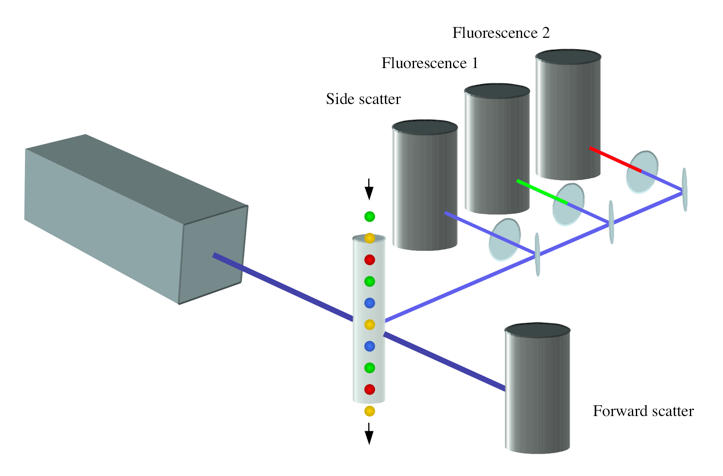 Fluorescence 2
Fluorescence 1
Side scatter
Forward scatter